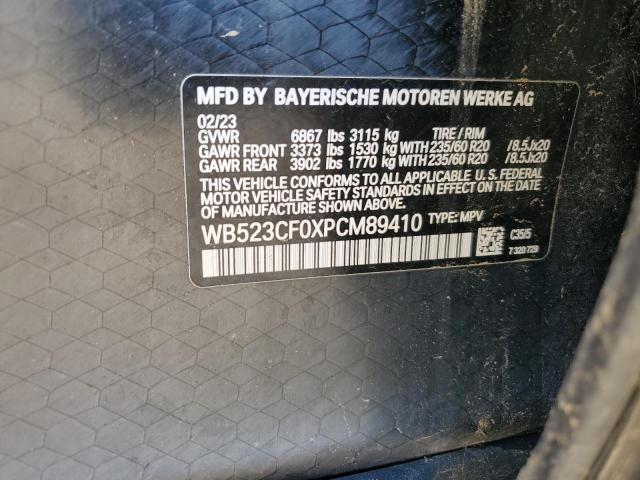 MFD BY BAYERISCHE MOTOREN WERKE AG
02/23
GVWR 6867 lbs 3115 kg TIRE / RIM
GAWR FRONT 3373 lbs 1530 kg WITH 235/60 R20 /8.5Jx20
GAWR REAR 3902 lbs 1770 kg WITH 235/60 R20 /8.5Jx20
THIS VEHICLE CONFORMS TO ALL APPLICABLE U.S. FEDERAL
MOTOR VEHICLE SAFETY STANDARDS IN EFFECT ON THE DATE
OF MANUFACTURE SHOWN ABOVE.
WB523CF0XPCM89410 TYPE: MPV
C35/5
7 320 729